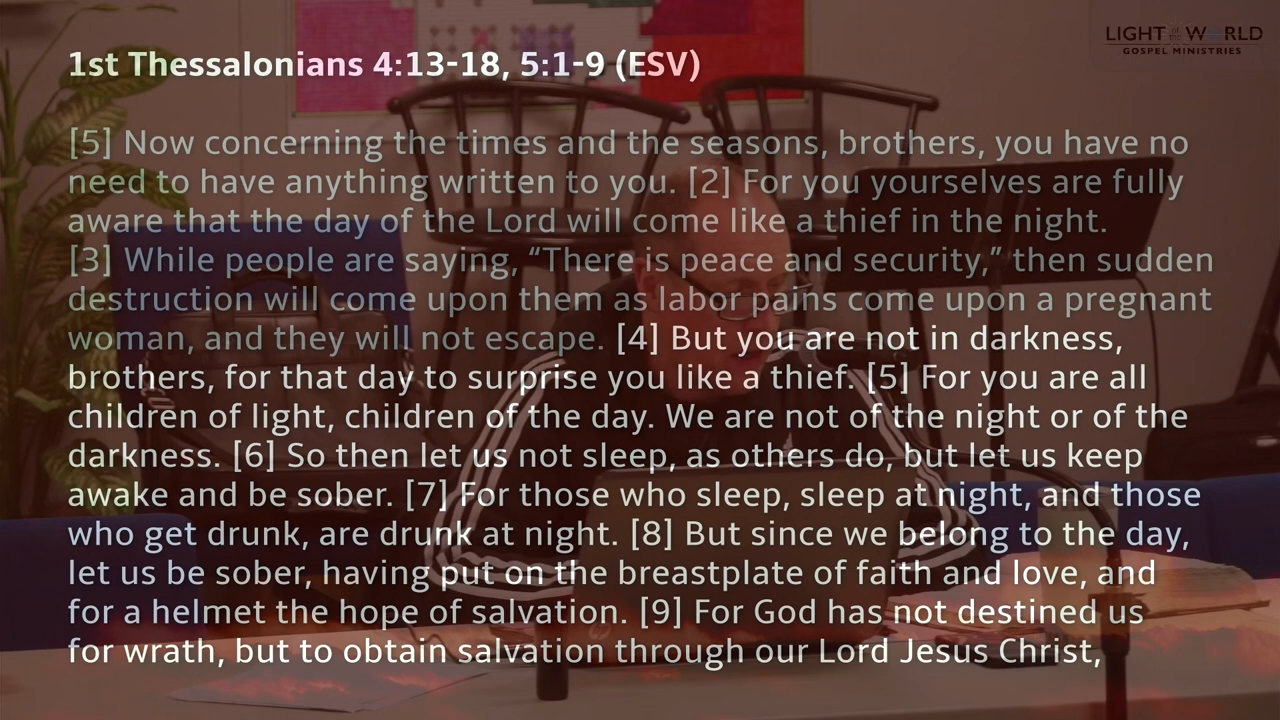 LIGHT of the WORLD
GOSPEL MINISTRIES
1st Thessalonians 4:13-18, 5:1-9 (ESV)
[5] Now concerning the times and the seasons, brothers, you have no
need to have anything written to you. [2] For you yourselves are fully
aware that the day of the Lord will come like a thief in the night.
[3] While people are saying, “There is peace and security,” then sudden
destruction will come upon them as labor pains come upon a pregnant
woman, and they will not escape. [4] But you are not in darkness,
brothers, for that day to surprise you like a thief. [5] For you are all
children of light, children of the day. We are not of the night or of the
darkness. [6] So then let us not sleep, as others do, but let us keep
awake and be sober. [7] For those who sleep, sleep at night, and those
who get drunk, are drunk at night. [8] But since we belong to the day,
let us be sober, having put on the breastplate of faith and love, and
for a helmet the hope of salvation. [9] For God has not destined us
for wrath, but to obtain salvation through our Lord Jesus Christ,